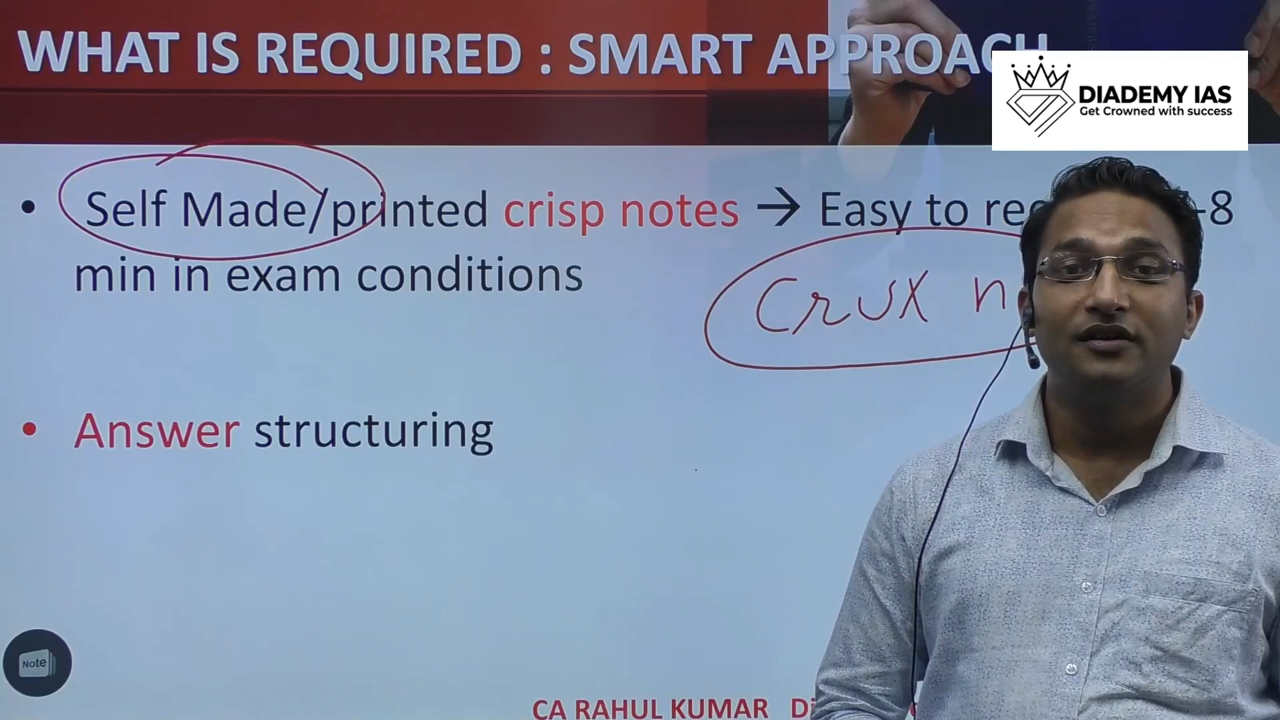 WHAT IS REQUIRED : SMART APPROACH
DIADEMY IAS
Get Crowned with success
• Self Made/printed crisp notes → Easy to -8
min in exam conditions
Crux
• Answer structuring
Note
CA RAHUL KUMAR